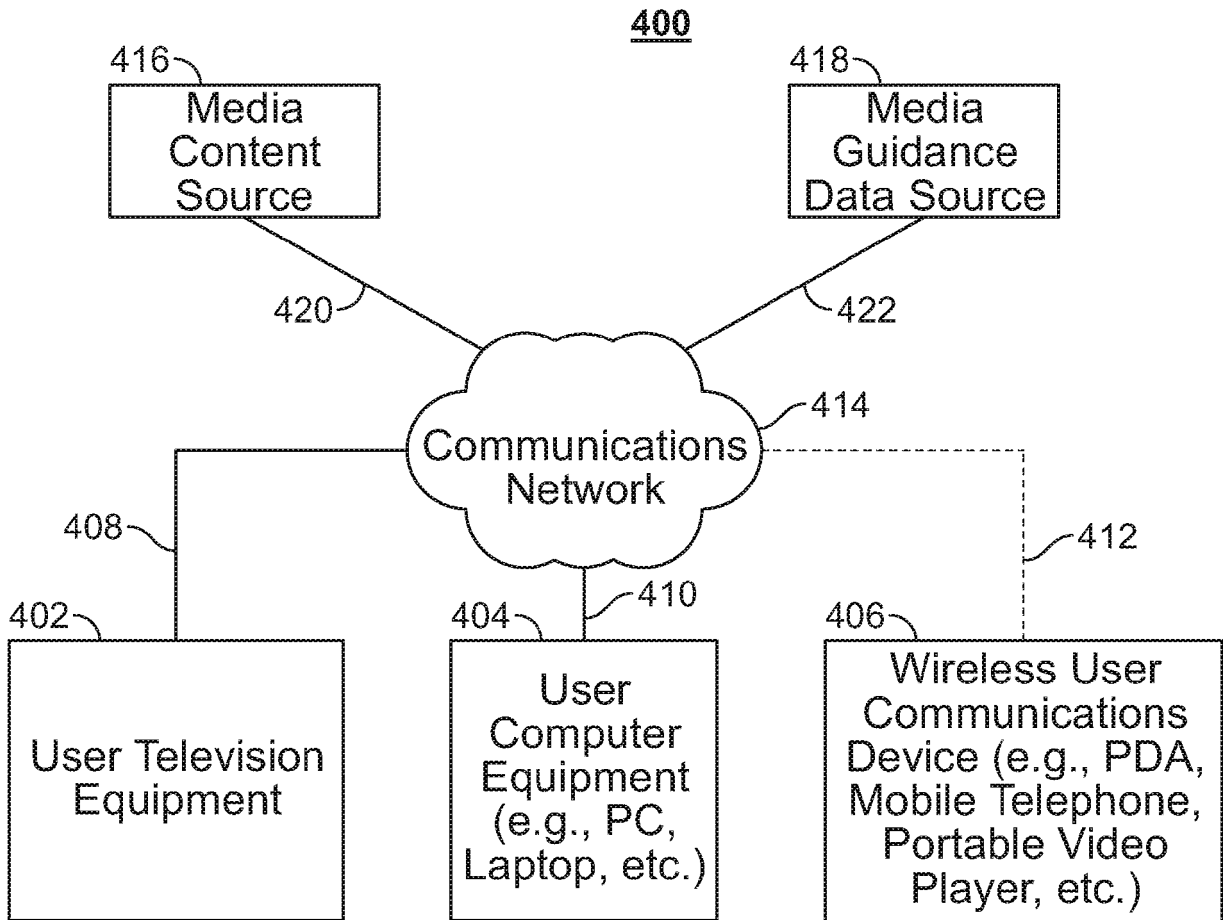 400
416
Media
Content
Source
418
Media
Guidance
Data Source
420
422
Communications
Network
414
408
410
412
402
User Television
Equipment
404
User
Computer
Equipment
(e.g., PC,
Laptop, etc.)
406
Wireless User
Communications
Device (e.g., PDA,
Mobile Telephone,
Portable Video
Player, etc.)